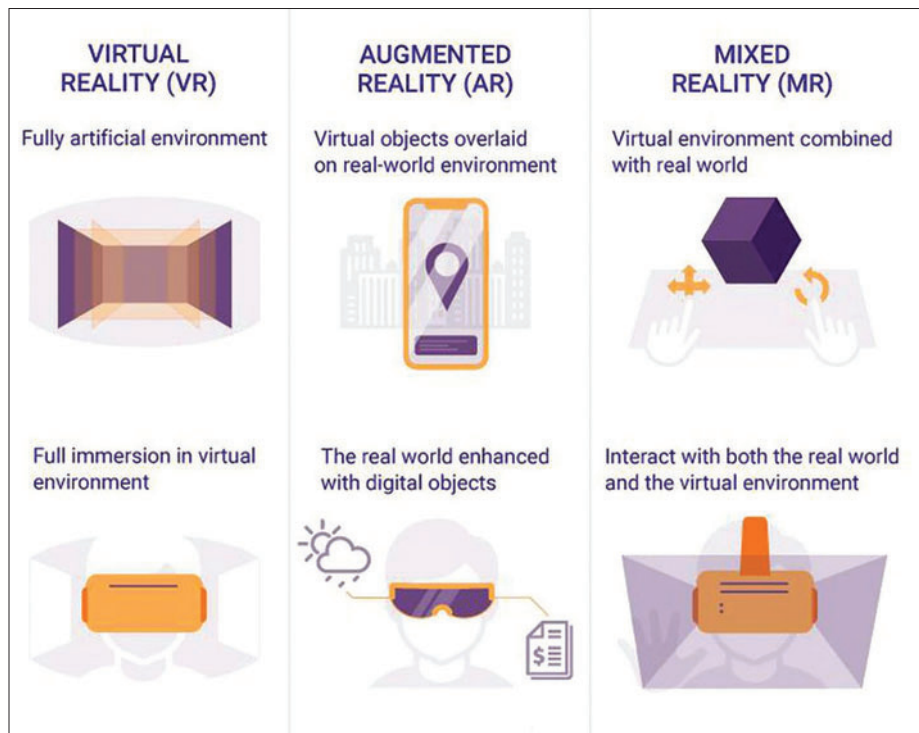 VIRTUAL
REALITY (VR)
Fully artificial environment
Full immersion in virtual
environment
AUGMENTED
REALITY (AR)
Virtual objects overlaid
on real-world environment
The real world enhanced
with digital objects
$
MIXED
REALITY (MR)
Virtual environment combined
with real world
Interact with both the real world
and the virtual environment